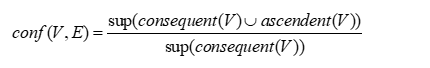 conf(V, E) = sup(consequent(V) ∪ ascendent(V)) / sup(consequent(V))